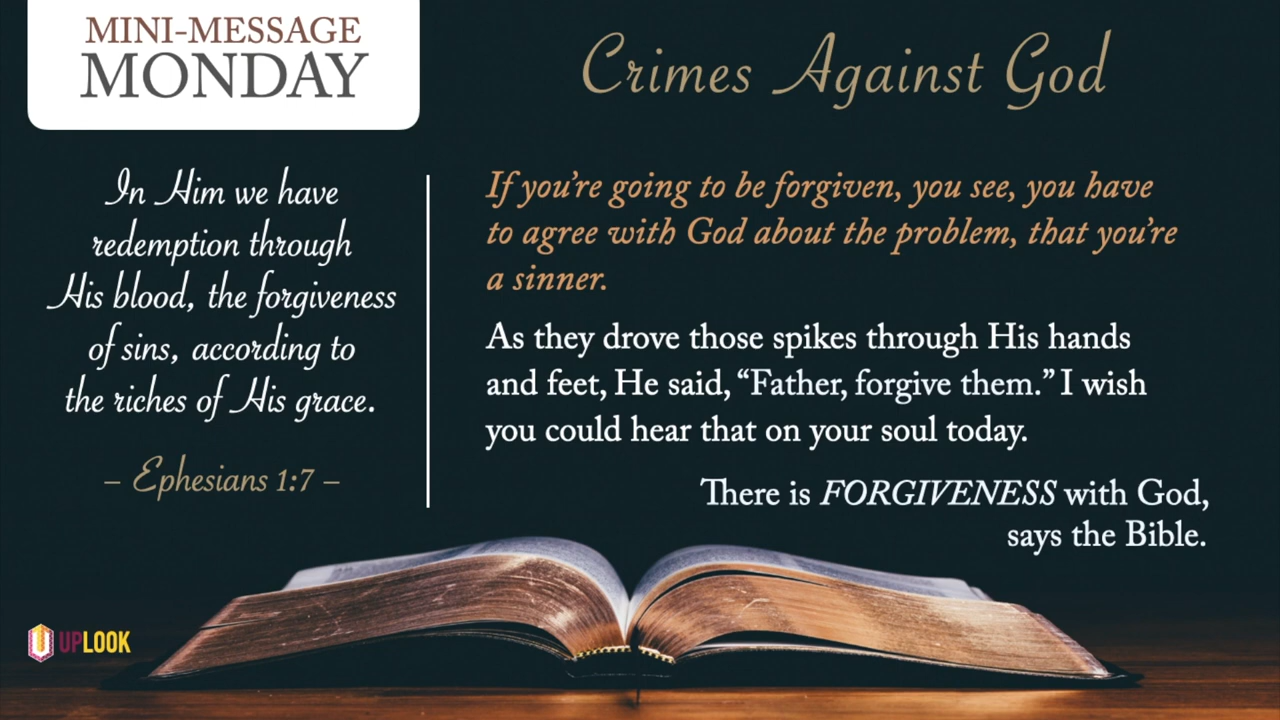 MINI-MESSAGE
MONDAY
Crimes Against God
In Him we have
redemption through
His blood, the forgiveness
of sins, according to
the riches of His grace.
– Ephesians 1:7 –
If you’re going to be forgiven, you see, you have
to agree with God about the problem, that you’re
a sinner.
As they drove those spikes through His hands
and feet, He said, “Father, forgive them.” I wish
you could hear that on your soul today.
There is FORGIVENESS with God,
says the Bible.
UPLOOK